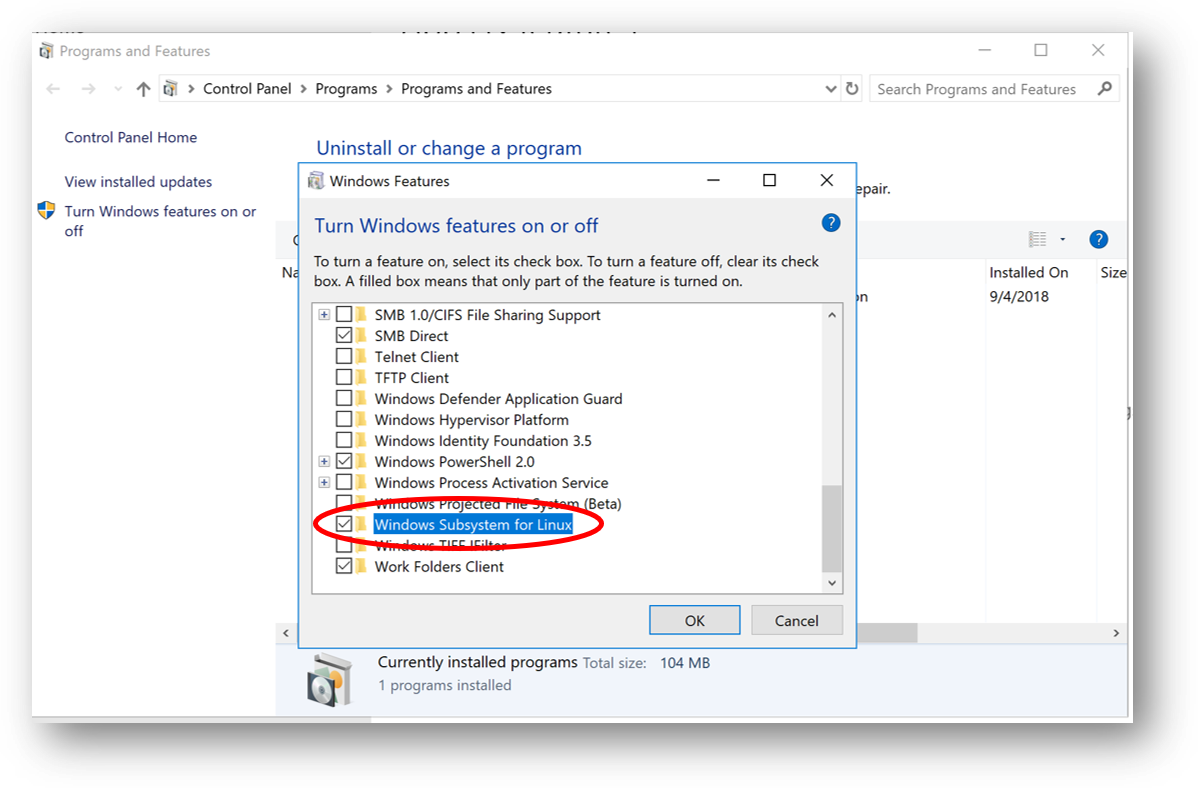 Programs and Features
Control Panel > Programs > Programs and Features
Search Programs and Features
Control Panel Home
View installed updates
Turn Windows features on or
off
Uninstall or change a program
epair.
Installed On
Size
9/4/2018
Windows Features
Turn Windows features on or off
To turn a feature on, select its check box. To turn a feature off, clear its check
box. A filled box means that only part of the feature is turned on.
SMB 1.0/CIFS File Sharing Support
SMB Direct
Telnet Client
TFTP Client
Windows Defender Application Guard
Windows Hypervisor Platform
Windows Identity Foundation 3.5
Windows PowerShell 2.0
Windows Process Activation Service
Windows Projected File System (Beta)
Windows Subsystem for Linux
Windows TIFF IFilter
Work Folders Client
OK
Cancel
Currently installed programs Total size: 104 MB
1 programs installed